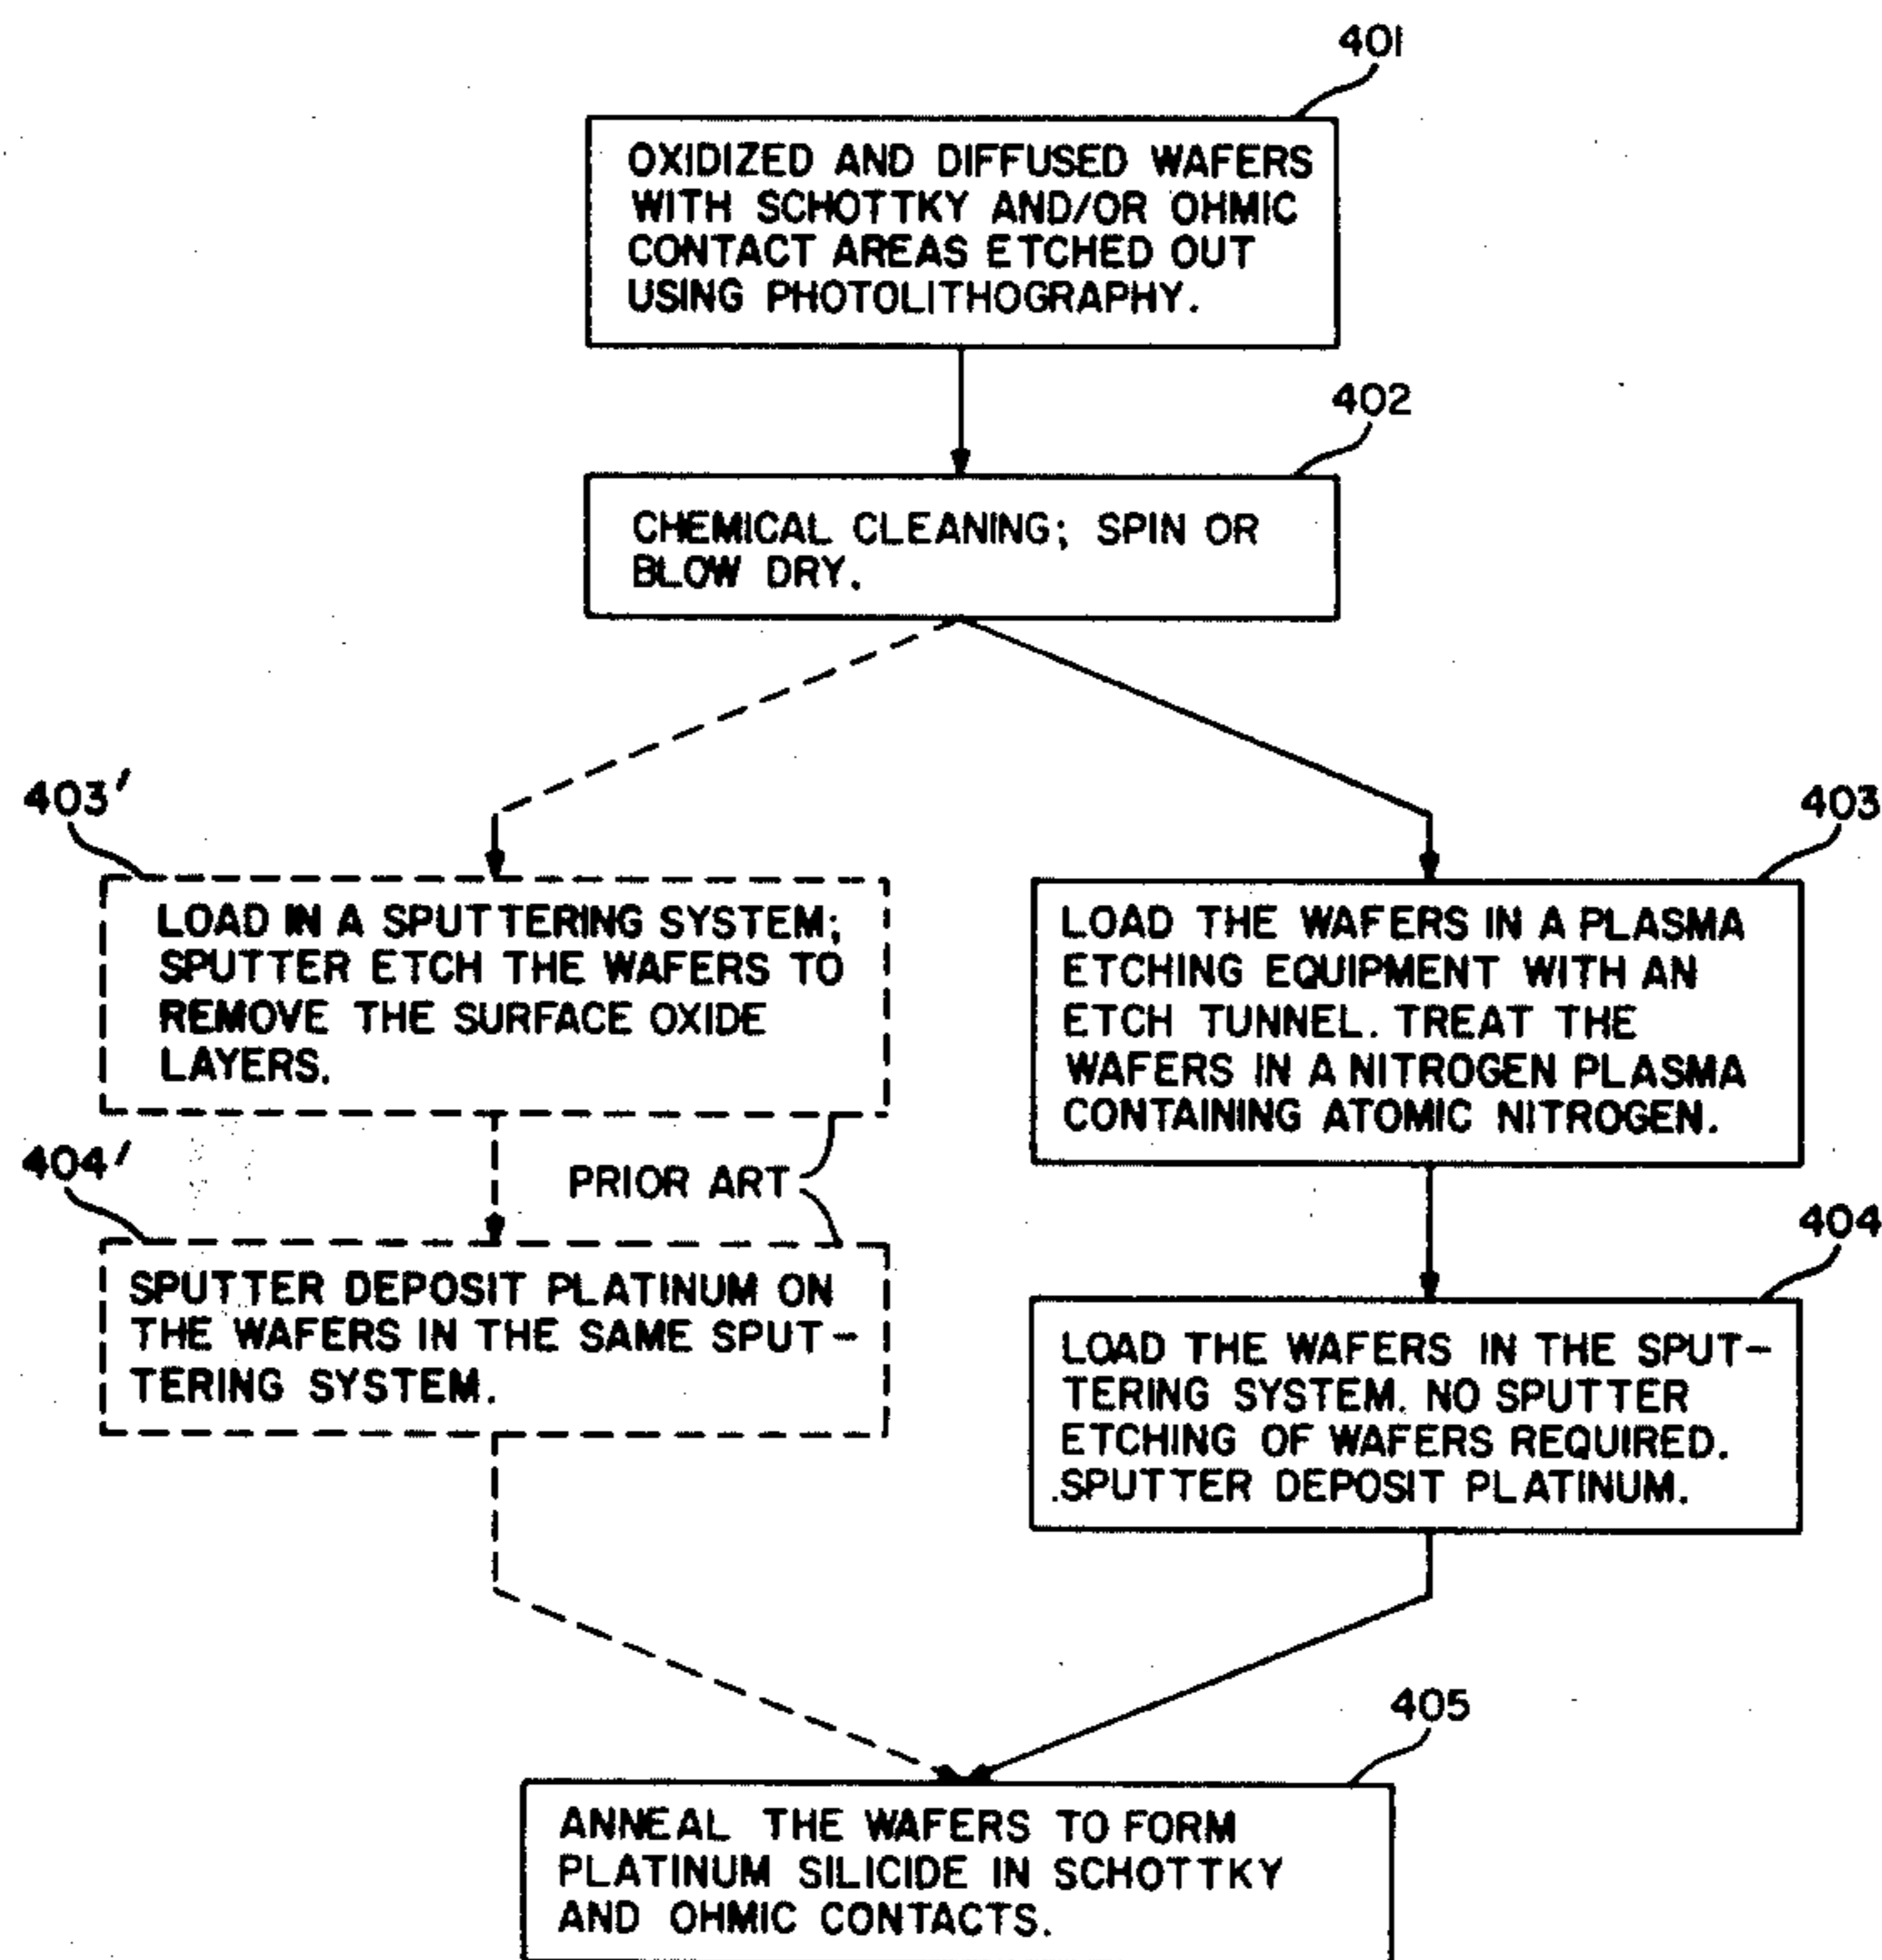 401
OXIDIZED AND DIFFUSED WAFERS
WITH SCHOTTKY AND/OR OHMIC
CONTACT AREAS ETCHED OUT
USING PHOTOLITHOGRAPHY.
402
CHEMICAL CLEANING; SPIN OR
BLOW DRY.
403'
LOAD IN A SPUTTERING SYSTEM;
SPUTTER ETCH THE WAFERS TO
REMOVE THE SURFACE OXIDE
LAYERS.
403
LOAD THE WAFERS IN A PLASMA
ETCHING EQUIPMENT WITH AN
ETCH TUNNEL. TREAT THE
WAFERS IN A NITROGEN PLASMA
CONTAINING ATOMIC NITROGEN.
PRIOR ART
404'
SPUTTER DEPOSIT PLATINUM ON
THE WAFERS IN THE SAME SPUT-
TERING SYSTEM.
404
LOAD THE WAFERS IN THE SPUT-
TERING SYSTEM. NO SPUTTER
ETCHING OF WAFERS REQUIRED.
SPUTTER DEPOSIT PLATINUM.
405
ANNEAL THE WAFERS TO FORM
PLATINUM SILICIDE IN SCHOTTKY
AND OHMIC CONTACTS.